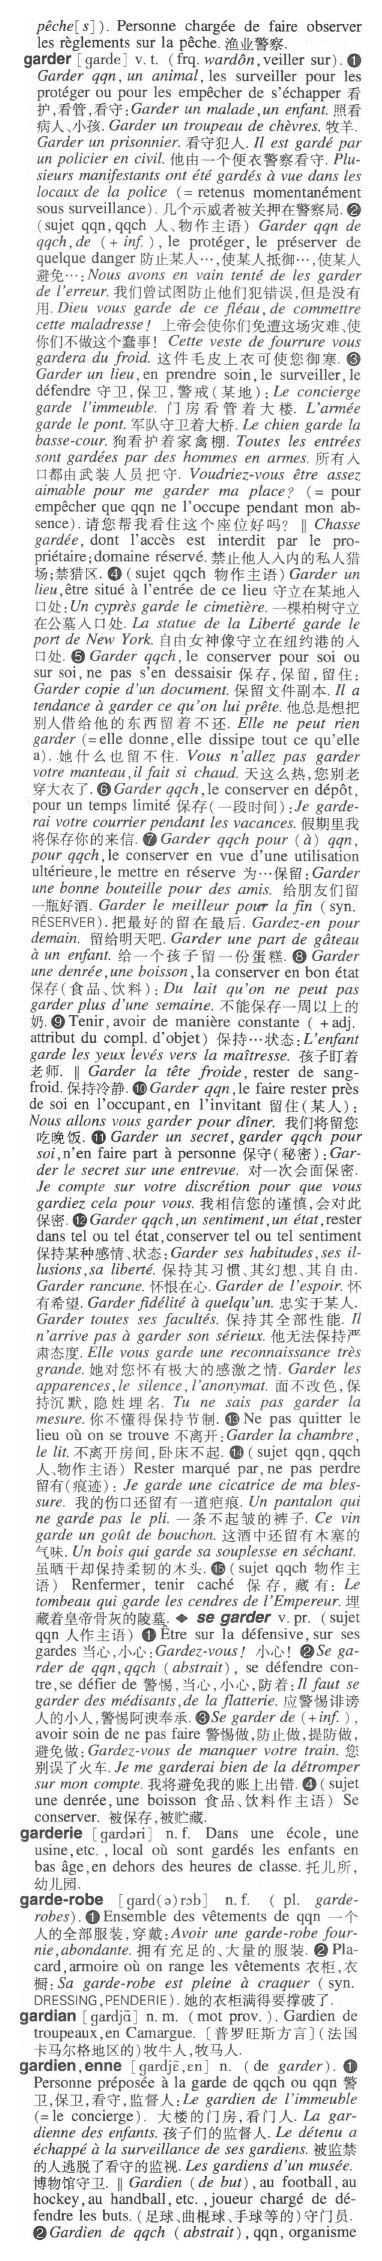 pêche[s]). Personne chargée de faire observer
les règlements sur la pêche. 渔业警察.
garder [garde] v. t. (frq. wardôn, veiller sur). ❶
Garder qqn, un animal, les surveiller pour les
protéger ou pour les empêcher de s'échapper 看
护,看管,看守:Garder un malade, un enfant. 照看
病人、小孩. Garder un troupeau de chèvres. 牧羊.
Garder un prisonnier. 看守犯人. Il est gardé par
un policier en civil. 他由一个便衣警察看守. Plu-
sieurs manifestants ont été gardés à vue dans les
locaux de la police (= retenus momentanément
sous surveillance). 几个示威者被关押在警察局. ❷
(sujet qqn, qqch 人、物作主语) Garder qqn de
qqch, de (+ inf.), le protéger, le préserver de
quelque danger 防止某人…,使某人抵御…,使某人
避免…:Nous avons en vain tenté de les garder
de l'erreur. 我们曾试图防止他们犯错误,但是没有
用. Dieu vous garde de ce fléau, de commettre
cette maladresse! 上帝会使你们免遭这场灾难、使
你们不做这个蠢事! Cette veste de fourrure vous
gardera du froid. 这件毛皮上衣可使您御寒. ❸
Garder un lieu, en prendre soin, le surveiller, le
défendre 守卫,保卫,警戒(某地): Le concierge
garde l'immeuble. 门房看管着大楼. L'armée
garde le pont. 军队守卫着大桥. Le chien garde la
basse-cour. 狗看护着家禽棚. Toutes les entrées
sont gardées par des hommes en armes. 所有入
口都由武装人员把守. Voudriez-vous être assez
aimable pour me garder ma place? (= pour
empêcher que qqn ne l'occupe pendant mon ab-
sence). 请您帮我看住这个座位好吗? ‖ Chasse
gardée, dont l'accès est interdit par le pro-
priétaire; domaine réservé. 禁止他人入内的私人猎
场;禁猎区. ❹ (sujet qqch 物作主语) Garder un
lieu, être situé à l'entrée de ce lieu 守立在某地入
口处:Un cyprès garde le cimetière. 一棵柏树守立
在公墓入口处. La statue de la Liberté garde le
port de New York. 自由女神像守立在纽约港的入
口处. ❺ Garder qqch, le conserver pour soi ou
sur soi, ne pas s'en dessaisir 保存,保留,留住:
Garder copie d'un document. 保留文件副本. Il a
tendance à garder ce qu'on lui prête. 他总是想把
别人借给他的东西留着不还. Elle ne peut rien
garder (= elle donne, elle dissipe tout ce qu'elle
a). 她什么也留不住. Vous n'allez pas garder
votre manteau, il fait si chaud. 天这么热,您别老
穿大衣了. ❻ Garder qqch, le conserver en dépôt,
pour un temps limité 保存(一段时间):Je garde-
rai votre courrier pendant les vacances. 假期里我
将保存你的来信. ❼ Garder qqch pour (à) qqn,
pour qqch, le conserver en vue d'une utilisation
ultérieure, le mettre en réserve 为…保留:Garder
une bonne bouteille pour des amis. 给朋友们留
一瓶好酒. Garder le meilleur pour la fin (syn.
RÉSERVER). 把最好的留在最后. Gardez-en pour
demain. 留给明天吧. Garder une part de gâteau
à un enfant. 给一个孩子留一份蛋糕. ❽ Garder
une denrée, une boisson, la conserver en bon état
保存(食品、饮料): Du lait qu'on ne peut pas
garder plus d'une semaine. 不能保存一周以上的
奶. ❾ Tenir, avoir de manière constante (+ adj.
attribut du compl. d'objet) 保持…状态:L'enfant
garde les yeux levés vers la maîtresse. 孩子盯着
老师. ‖ Garder la tête froide, rester de sang-
froid. 保持冷静. ❿ Garder qqn, le faire rester près
de soi en l'occupant, en l'invitant 留住(某人):
Nous allons vous garder pour dîner. 我们将留您
吃晚饭. ⓫ Garder un secret, garder qqch pour
soi, n'en faire part à personne 保守(秘密): Gar-
der le secret sur une entrevue. 对一次会面保密.
Je compte sur votre discrétion pour que vous
gardiez cela pour vous. 我相信您的谨慎,会对此
保密. ⓬ Garder qqch, un sentiment, un état, rester
dans tel ou tel état, conserver tel ou tel sentiment
保持某种感情、状态:Garder ses habitudes, ses il-
lusions, sa liberté. 保持其习惯、其幻想、其自由.
Garder rancune. 怀恨在心. Garder de l'espoir. 怀
有希望. Garder fidélité à quelqu'un. 忠实于某人.
Garder toutes ses facultés. 保持其全部性能. Il
n'arrive pas à garder son sérieux. 他无法保持严
肃态度. Elle vous garde une reconnaissance très
grande. 她对您怀有极大的感激之情. Garder les
apparences, le silence, l'anonymat. 面不改色,保
持沉默,隐姓埋名. Tu ne sais pas garder la
mesure. 你不懂得保持节制. ⓭ Ne pas quitter le
lieu où on se trouve 不离开:Garder la chambre,
le lit. 不离开房间,卧床不起. ⓮ (sujet qqn, qqch
人、物作主语) Rester marqué par, ne pas perdre
留有(痕迹): Je garde une cicatrice de ma bles-
sure. 我的伤口还留有一道疤痕. Un pantalon qui
ne garde pas le pli. 一条不起皱的裤子. Ce vin
garde un goût de bouchon. 这酒中还留有木塞的
气味. Un bois qui garde sa souplesse en séchant.
虽晒干却保持柔韧的木头. ⓯ (sujet qqch 物作主
语) Renfermer, tenir caché 保存,藏有: Le
tombeau qui garde les cendres de l'Empereur. 埋
藏着皇帝骨灰的陵墓. ◆ se garder v. pr. (sujet
qqn 人作主语) ❶ Être sur la défensive, sur ses
gardes 当心,小心:Gardez-vous! 小心! ❷ Se ga-
rder de qqn, qqch (abstrait), se défendre con-
tre, se défier de 警惕,当心,小心,防着:Il faut se
garder des médisants, de la flatterie. 应警惕诽谤
人的小人,警惕阿谀奉承. ❸ Se garder de (+ inf.),
avoir soin de ne pas faire 警惕做,防止做,提防做,
避免做:Gardez-vous de manquer votre train. 您
别误了火车. Je me garderai bien de la détromper
sur mon compte. 我将避免我的账上出错. ❹ (sujet
une denrée, une boisson 食品、饮料作主语) Se
conserver. 被保存,被贮藏.
garderie [gardəri] n. f. Dans une école, une
usine, etc., local où sont gardés les enfants en
bas âge, en dehors des heures de classe. 托儿所,
幼儿园.
garde-robe [gard(ə)rɔb] n. f. (pl. garde-
robes). ❶ Ensemble des vêtements de qqn 一个
人的全部服装,穿戴:Avoir une garde-robe four-
nie, abondante. 拥有充足的、大量的服装. ❷ Pla-
card, armoire où on range les vêtements 衣柜,衣
橱: Sa garde-robe est pleine à craquer (syn.
DRESSING, PENDERIE). 她的衣柜满得要撑破了.
gardian [gardjɑ̃] n. m. (mot prov.). Gardien de
troupeaux, en Camargue. 〔普罗旺斯方言〕(法国
卡马尔格地区的)牧牛人,牧马人.
gardien, enne [gardjɛ̃, ɛn] n. (de garder). ❶
Personne préposée à la garde de qqch ou qqn 警
卫,保卫,看守,监督人:Le gardien de l'immeuble
(= le concierge). 大楼的门房,看门人. La gar-
dienne des enfants. 孩子们的监督人. Le détenu a
échappé à la surveillance de ses gardiens. 被监禁
的人逃脱了看守的监视. Les gardiens d'un musée.
博物馆守卫. ‖ Gardien (de but), au football, au
hockey, au handball, etc., joueur chargé de dé-
fendre les buts. (足球、曲棍球、手球等的)守门员.
❷ Gardien de qqch (abstrait), qqn, organisme